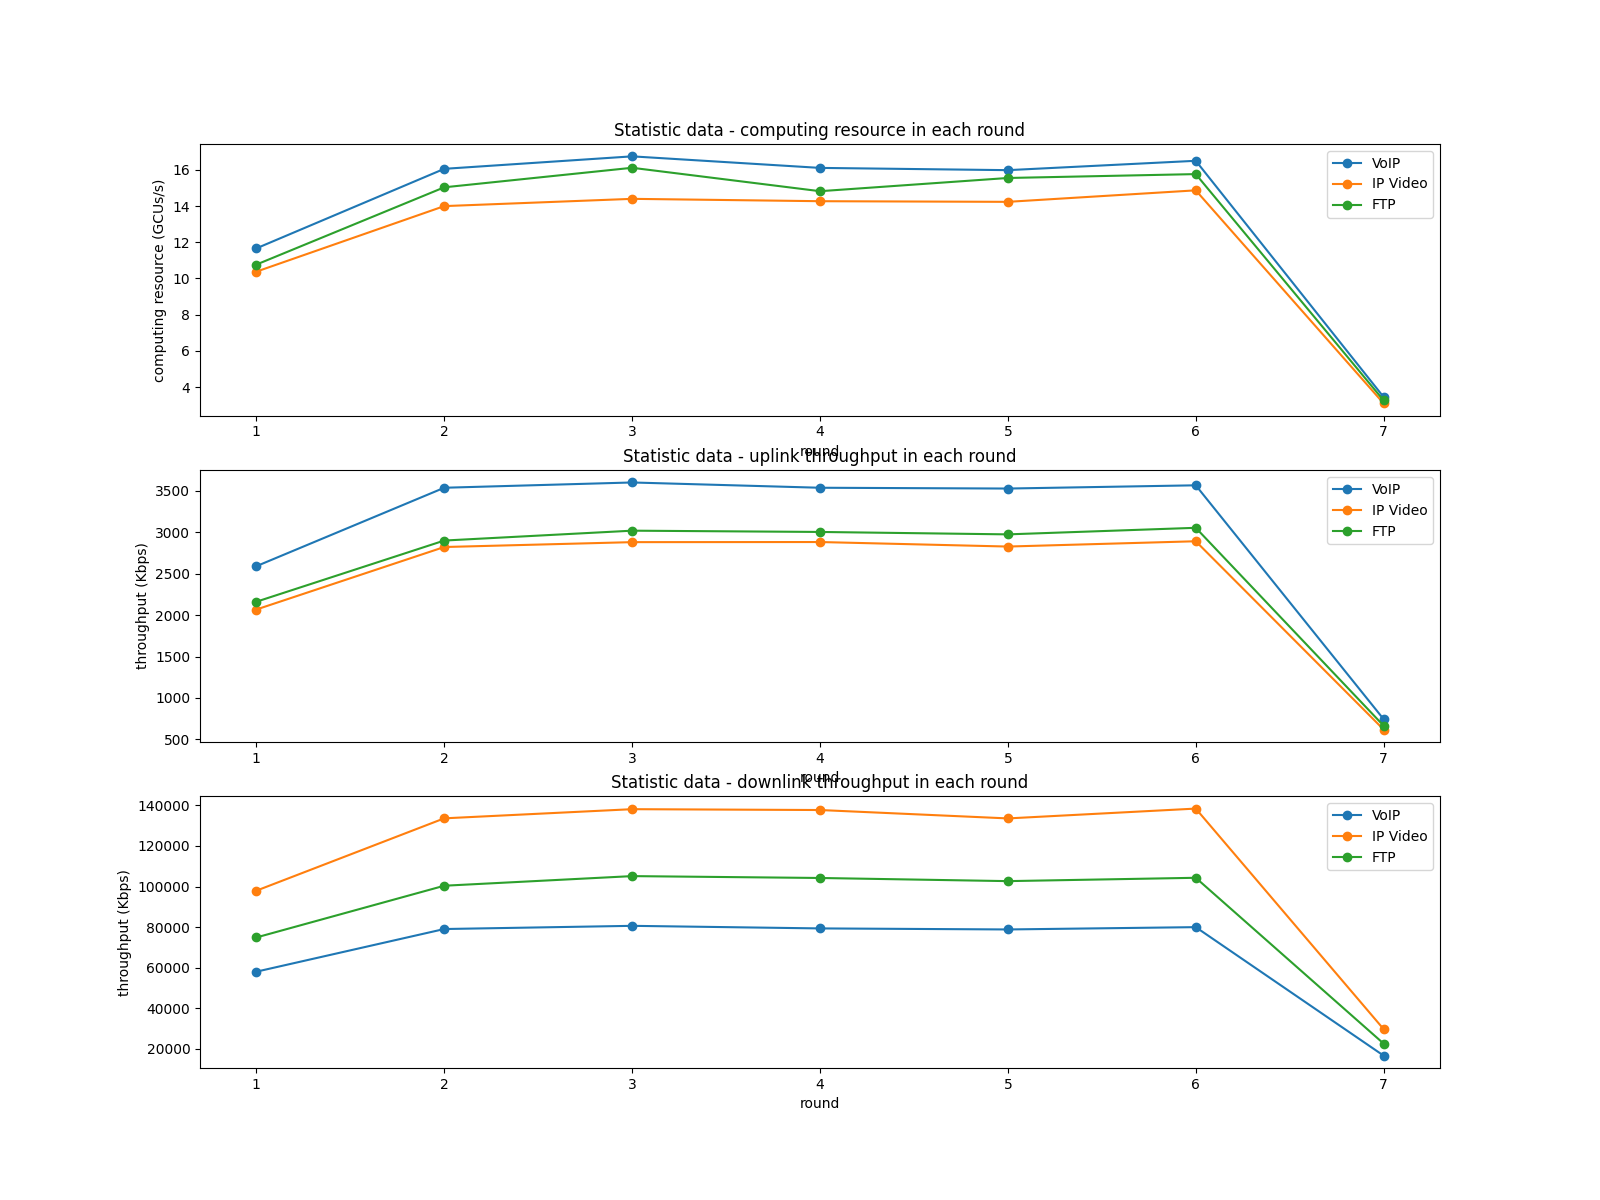 Statistic data - computing resource in each round
computing resource (GCUs/s)
16
14
12
10
8
6
4
VoIP
IP Video
FTP
1 2 3 4 5 6 7
round
Statistic data - uplink throughput in each round
throughput (Kbps)
3500
3000
2500
2000
1500
1000
500
VoIP
IP Video
FTP
1 2 3 4 5 6 7
round
Statistic data - downlink throughput in each round
throughput (Kbps)
140000
120000
100000
80000
60000
40000
20000
VoIP
IP Video
FTP
1 2 3 4 5 6 7
round